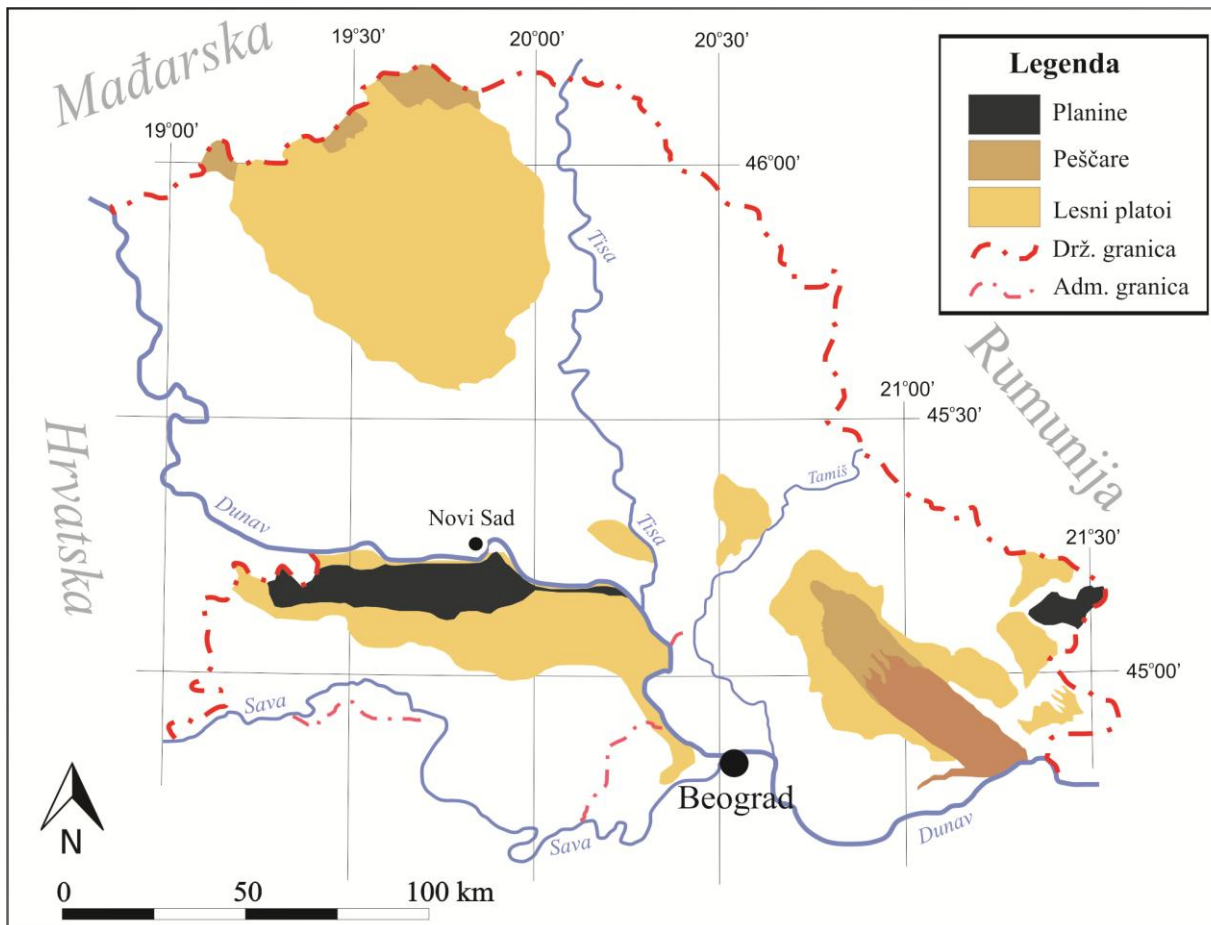 Mađarska
19°30'
20°00'
20°30'
Legenda
Planine
Peščare
Lesni platoi
Drž. granica
Adm. granica
19°00'
46°00'
Tisa
Rumunija
21°00'
45°30'
Hrvatska
Tamiš
Dunav
Novi Sad
Tisa
21°30'
45°00'
Sava
Beograd
Dunav
Sava
N
0 50 100 km